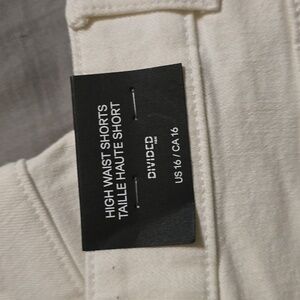 HIGH WAIST SHORTS
TAILLE HAUTE SHORT
DIVIDED
US 16 / CA 16